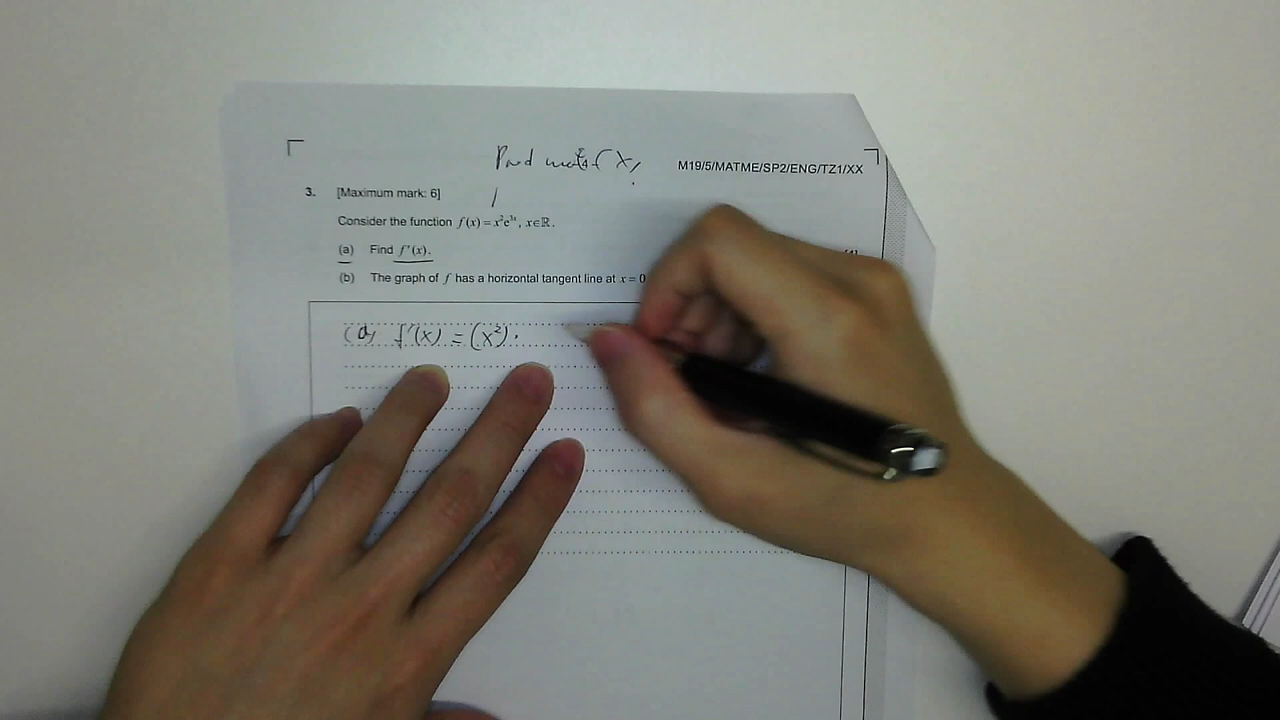 M19/5/MATME/SP2/ENG/TZ1/XX
3. [Maximum mark: 6]
Consider the function f(x) = x²e³ˣ, x∈ℝ.
(a) Find f′(x).
(b) The graph of f has a horizontal tangent line at x = 0
(a) f′(x) = (x²).